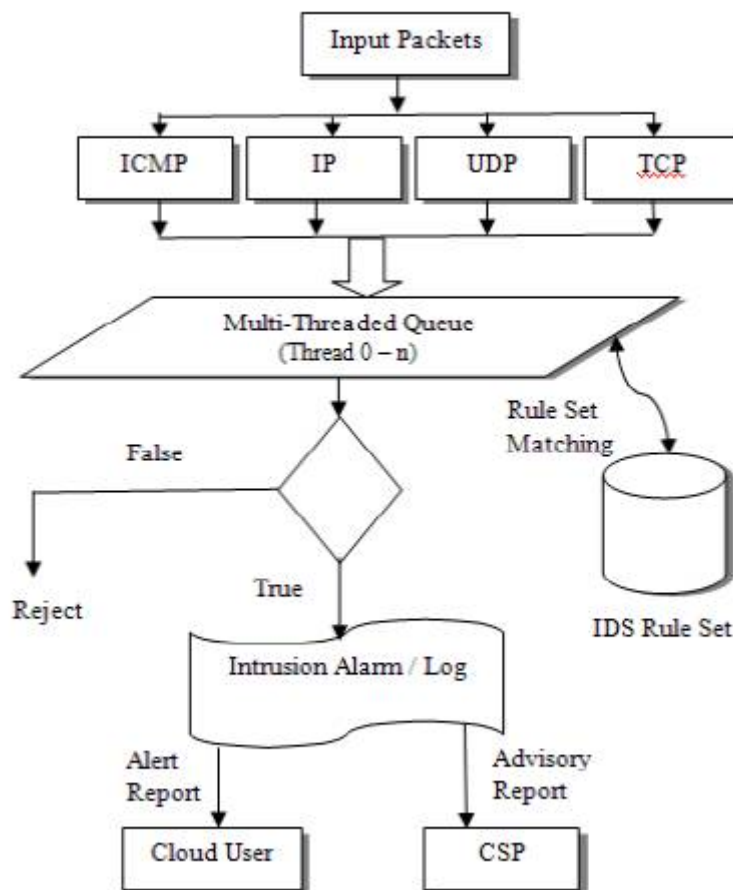 Input Packets
ICMP
IP
UDP
TCP
Multi-Threaded Queue
(Thread 0 – n)
Rule Set
Matching
False
True
Reject
IDS Rule Set
Intrusion Alarm / Log
Alert
Report
Advisory
Report
Cloud User
CSP